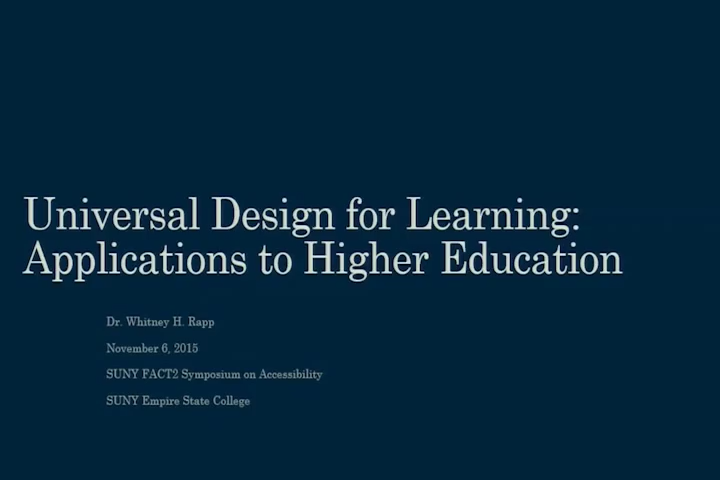 Universal Design for Learning:
Applications to Higher Education
Dr. Whitney H. Rapp
November 6, 2015
SUNY FACT2 Symposium on Accessibility
SUNY Empire State College